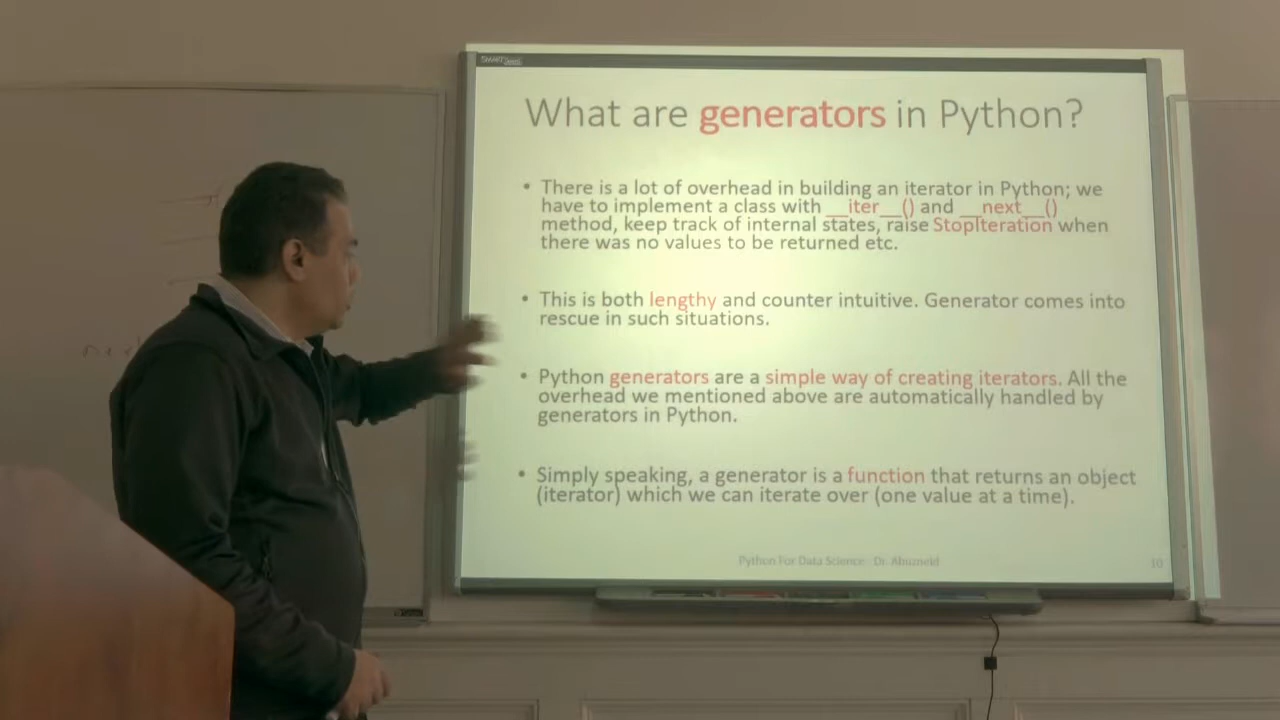 SMART Board
What are generators in Python?
• There is a lot of overhead in building an iterator in Python; we
have to implement a class with __iter__() and __next__()
method, keep track of internal states, raise StopIteration when
there was no values to be returned etc.
• This is both lengthy and counter intuitive. Generator comes into
rescue in such situations.
• Python generators are a simple way of creating iterators. All the
overhead we mentioned above are automatically handled by
generators in Python.
• Simply speaking, a generator is a function that returns an object
(iterator) which we can iterate over (one value at a time).
Python For Data Science- Dr. Abuzneid
10